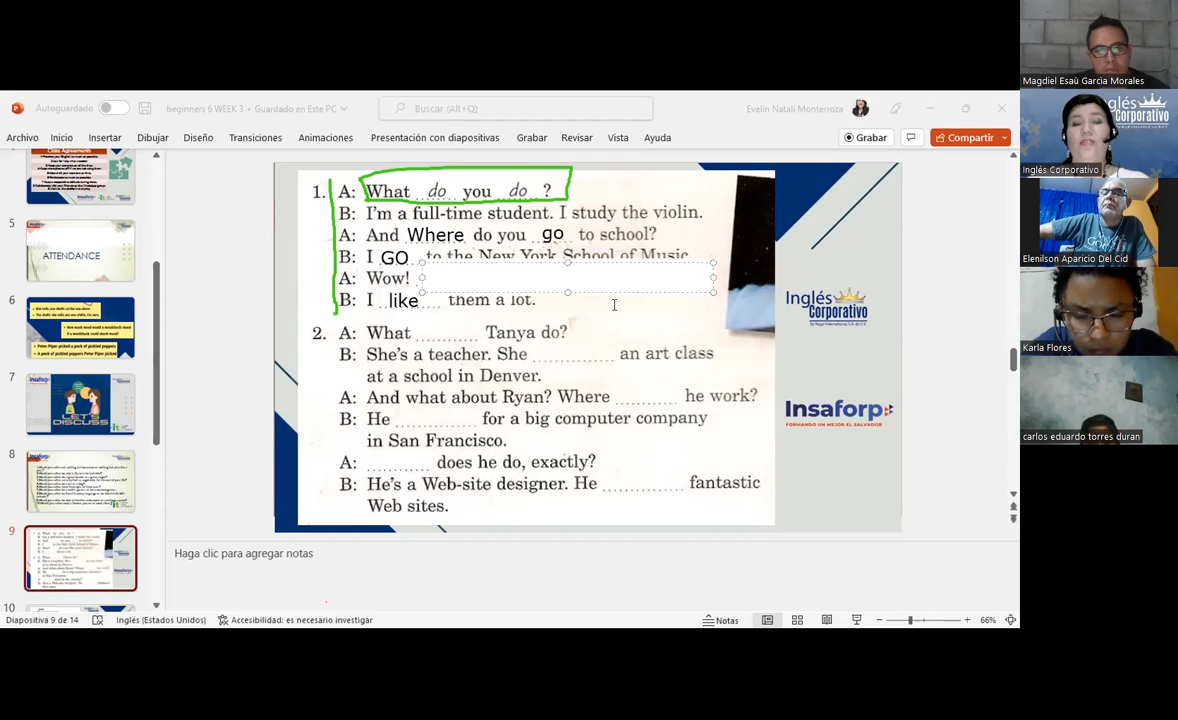 Autoguardado
beginners 6 WEEK 3 • Guardado en Este PC
Buscar (Alt+Q)
Evelin Natali Monterroza
Archivo Inicio Insertar Dibujar Diseño Transiciones Animaciones Presentación con diapositivas Grabar Revisar Vista Ayuda
Grabar
Compartir
5
ATTENDANCE
6
7
LET'S DISCUSS
8
9
10
1. A: What do you do ?
B: I'm a full-time student. I study the violin.
A: And Where do you go to school?
B: I GO to the New York School of Music.
A: Wow!
B: I like them a lot.
2. A: What .......... Tanya do?
B: She's a teacher. She .......... an art class
at a school in Denver.
A: And what about Ryan? Where .......... he work?
B: He .......... for a big computer company
in San Francisco.
A: .......... does he do, exactly?
B: He's a Web-site designer. He .......... fantastic
Web sites.
Inglés
Corporativo
Insaforp
FORMANDO UN MEJOR EL SALVADOR
Haga clic para agregar notas
Diapositiva 9 de 14
Inglés (Estados Unidos)
Accesibilidad: es necesario investigar
Notas
66%
Magdiel Esaù Garcia Morales
Inglés Corporativo
Elenilson Aparicio Del Cid
Karla Flores
carlos eduardo torres duran